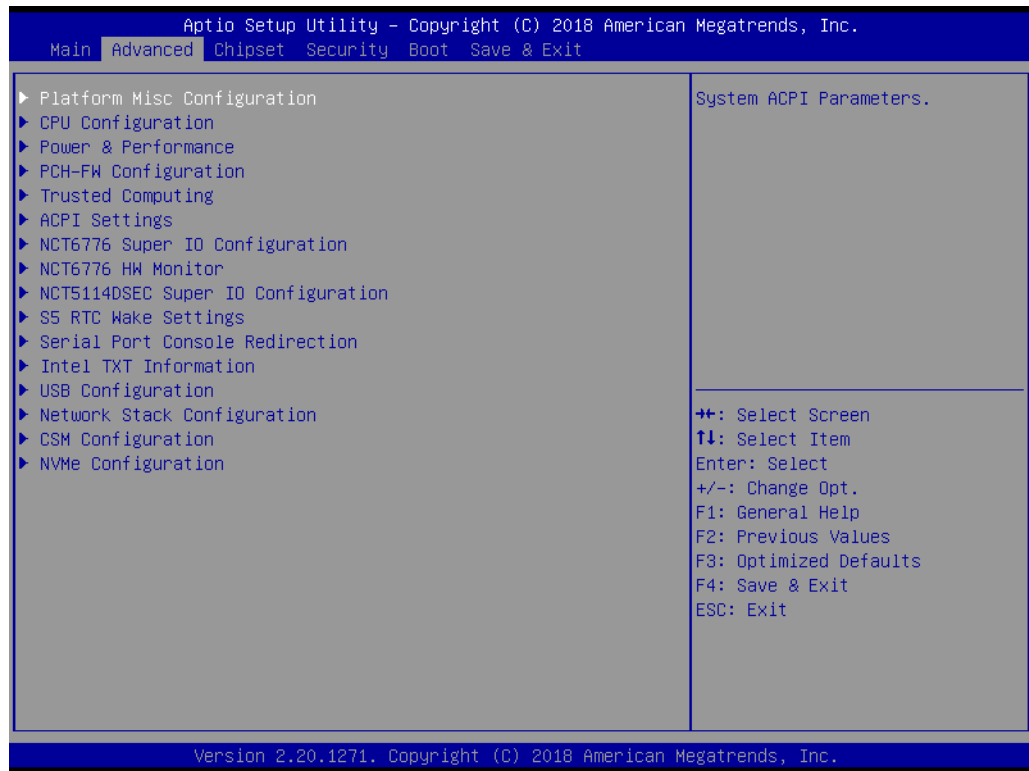 Aptio Setup Utility – Copyright (C) 2018 American Megatrends, Inc.
Main Advanced Chipset Security Boot Save & Exit
▶ Platform Misc Configuration
▶ CPU Configuration
▶ Power & Performance
▶ PCH-FW Configuration
▶ Trusted Computing
▶ ACPI Settings
▶ NCT6776 Super IO Configuration
▶ NCT6776 HW Monitor
▶ NCT5114DSEC Super IO Configuration
▶ S5 RTC Wake Settings
▶ Serial Port Console Redirection
▶ Intel TXT Information
▶ USB Configuration
▶ Network Stack Configuration
▶ CSM Configuration
▶ NVMe Configuration
System ACPI Parameters.
→←: Select Screen
↑↓: Select Item
Enter: Select
+/-: Change Opt.
F1: General Help
F2: Previous Values
F3: Optimized Defaults
F4: Save & Exit
ESC: Exit
Version 2.20.1271. Copyright (C) 2018 American Megatrends, Inc.